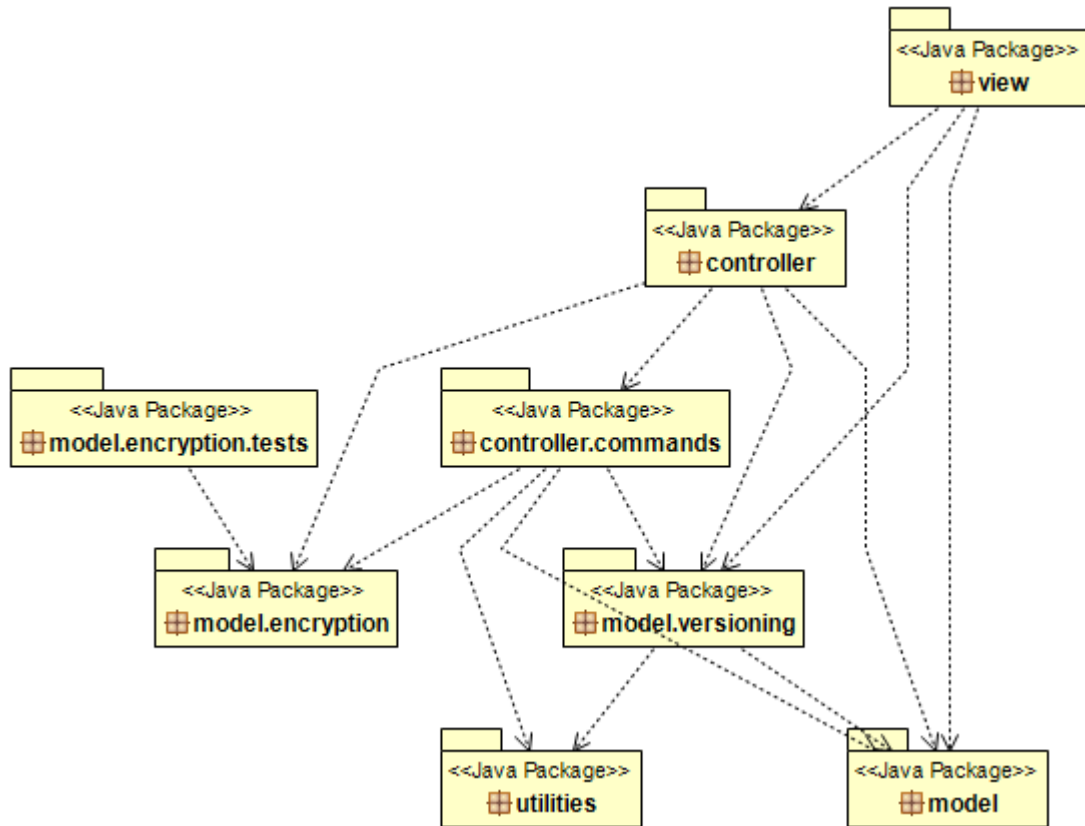 <<Java Package>>
view
<<Java Package>>
controller
<<Java Package>>
model.encryption.tests
<<Java Package>>
controller.commands
<<Java Package>>
model.encryption
<<Java Package>>
model.versioning
<<Java Package>>
utilities
<<Java Package>>
model